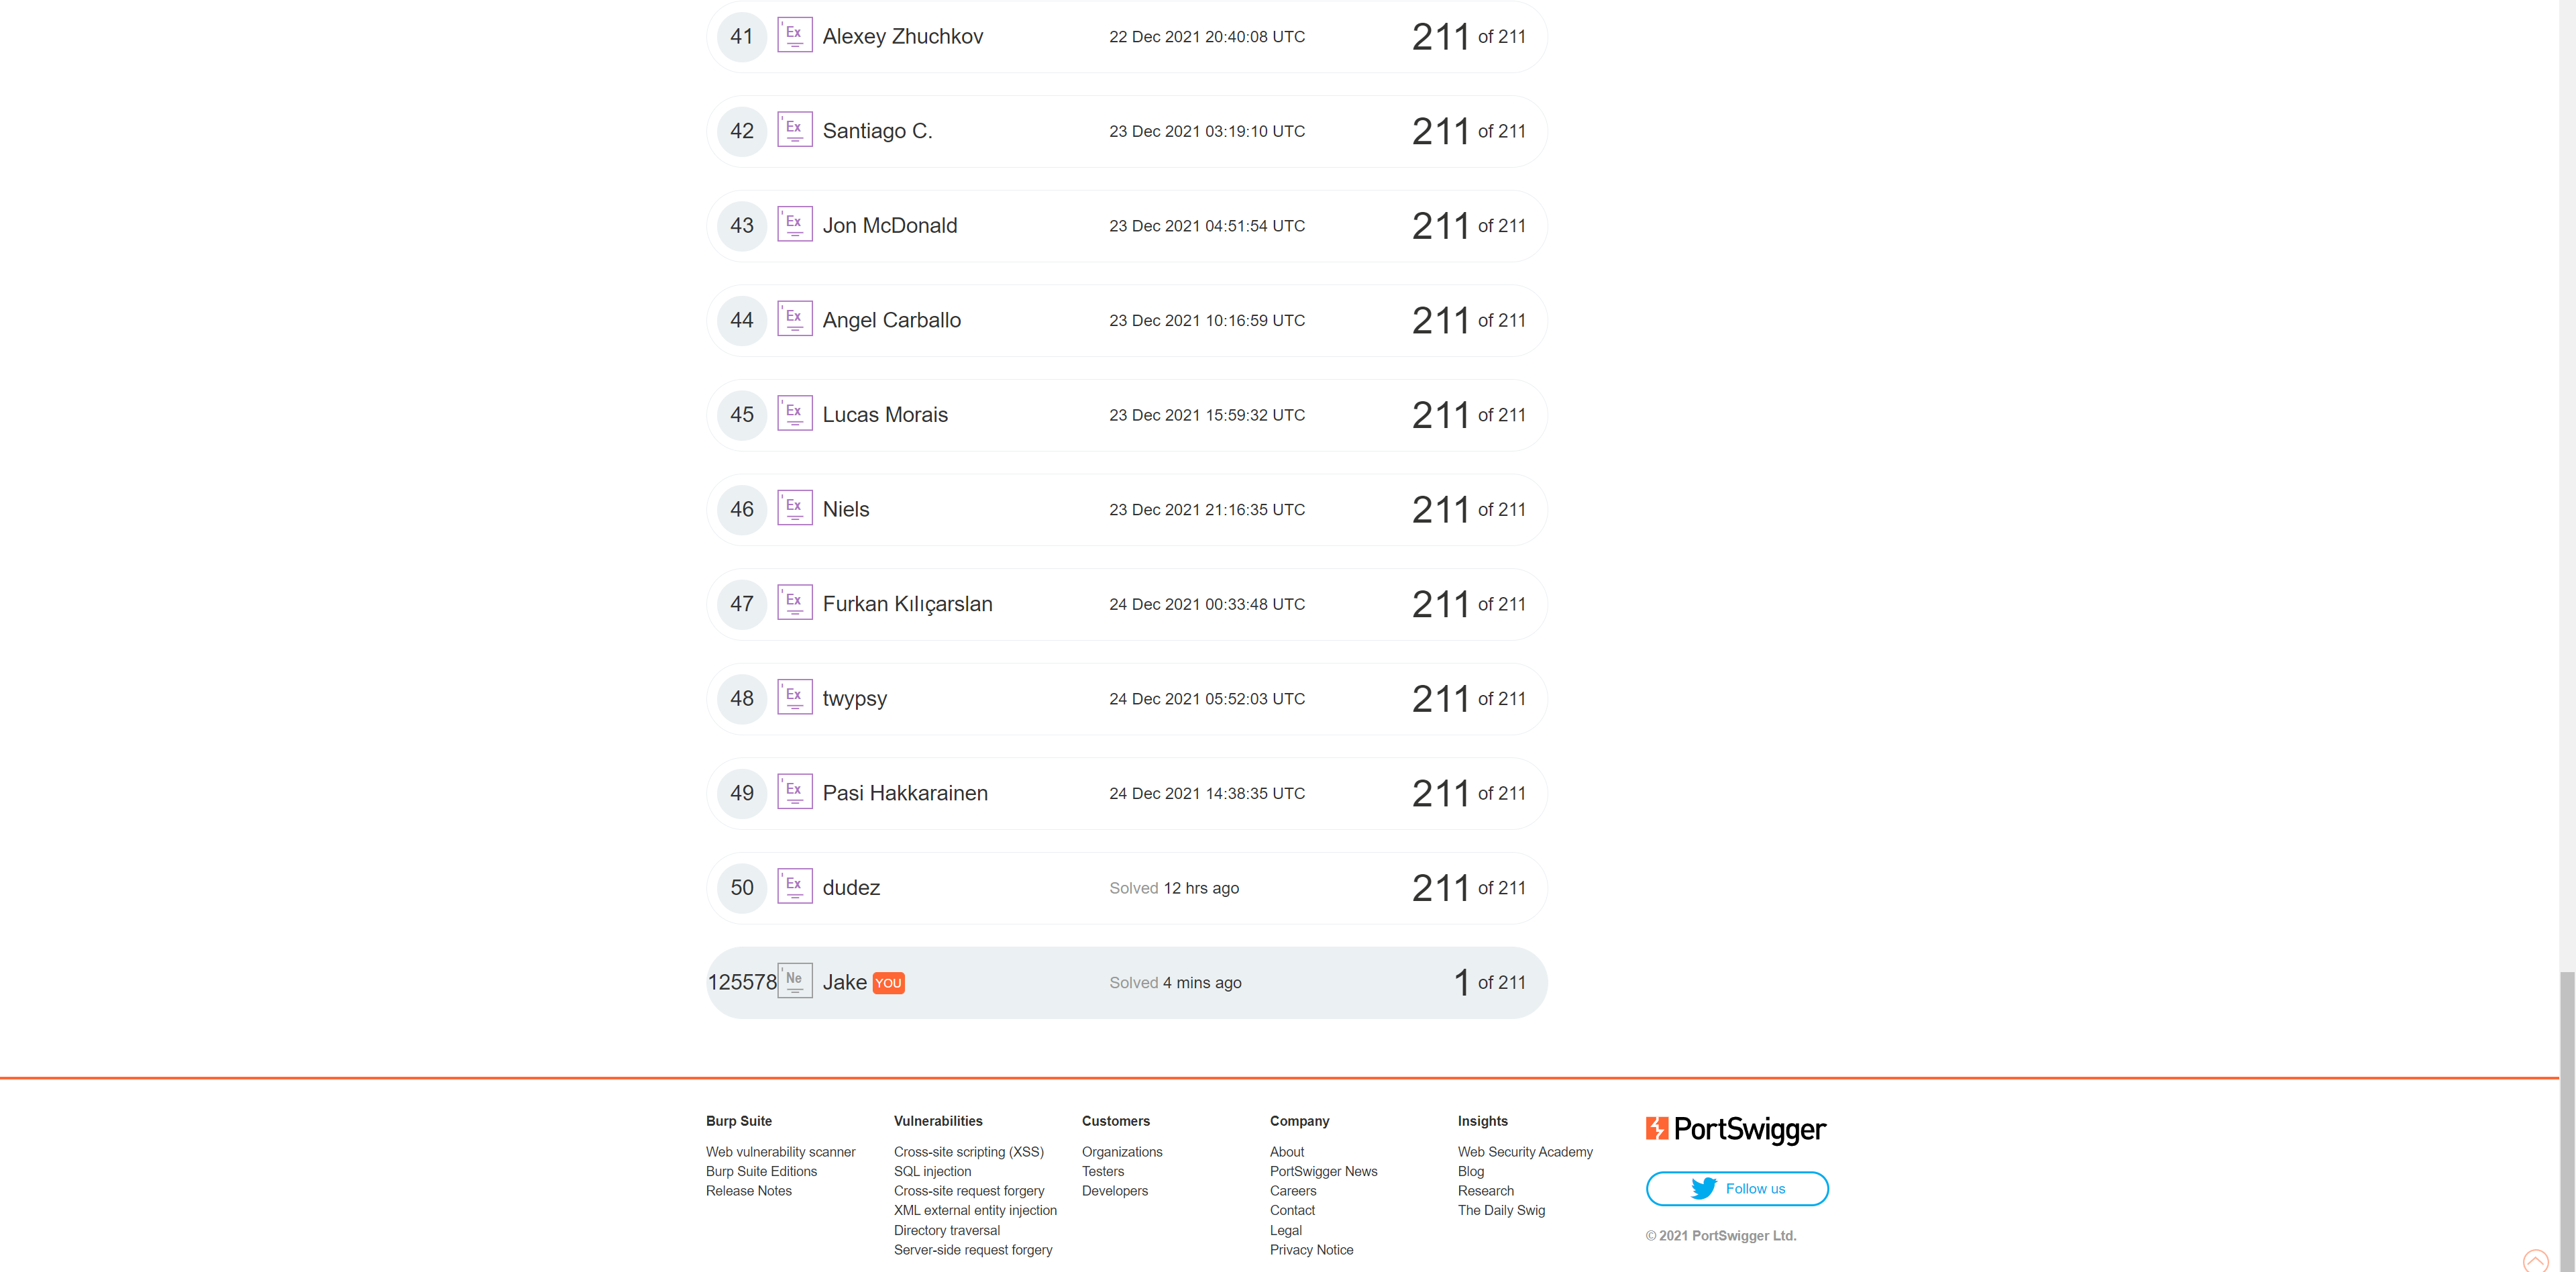 41 Ex Alexey Zhuchkov 22 Dec 2021 20:40:08 UTC 211 of 211
42 Ex Santiago C. 23 Dec 2021 03:19:10 UTC 211 of 211
43 Ex Jon McDonald 23 Dec 2021 04:51:54 UTC 211 of 211
44 Ex Angel Carballo 23 Dec 2021 10:16:59 UTC 211 of 211
45 Ex Lucas Morais 23 Dec 2021 15:59:32 UTC 211 of 211
46 Ex Niels 23 Dec 2021 21:16:35 UTC 211 of 211
47 Ex Furkan Kılıçarslan 24 Dec 2021 00:33:48 UTC 211 of 211
48 Ex twypsy 24 Dec 2021 05:52:03 UTC 211 of 211
49 Ex Pasi Hakkarainen 24 Dec 2021 14:38:35 UTC 211 of 211
50 Ex dudez Solved 12 hrs ago 211 of 211
125578 Ne Jake YOU Solved 4 mins ago 1 of 211
Burp Suite
Web vulnerability scanner
Burp Suite Editions
Release Notes
Vulnerabilities
Cross-site scripting (XSS)
SQL injection
Cross-site request forgery
XML external entity injection
Directory traversal
Server-side request forgery
Customers
Organizations
Testers
Developers
Company
About
PortSwigger News
Careers
Contact
Legal
Privacy Notice
Insights
Web Security Academy
Blog
Research
The Daily Swig
PortSwigger
Follow us
© 2021 PortSwigger Ltd.